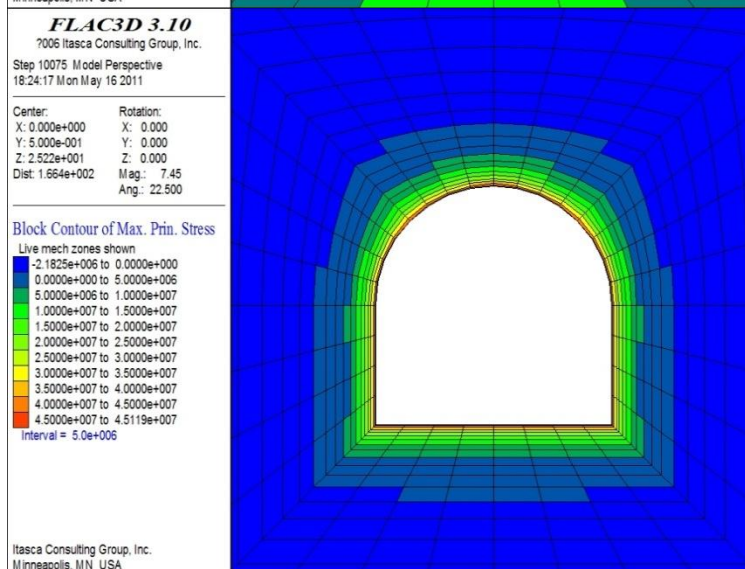 Minneapolis, MN USA
FLAC3D 3.10
?006 Itasca Consulting Group, Inc.
Step 10075 Model Perspective
18:24:17 Mon May 16 2011
Center: Rotation:
X: 0.000e+000 X: 0.000
Y: 5.000e-001 Y: 0.000
Z: 2.522e+001 Z: 0.000
Dist: 1.664e+002 Mag.: 7.45
Ang.: 22.500
Block Contour of Max. Prin. Stress
Live mech zones shown
-2.1825e+006 to 0.0000e+000
0.0000e+000 to 5.0000e+006
5.0000e+006 to 1.0000e+007
1.0000e+007 to 1.5000e+007
1.5000e+007 to 2.0000e+007
2.0000e+007 to 2.5000e+007
2.5000e+007 to 3.0000e+007
3.0000e+007 to 3.5000e+007
3.5000e+007 to 4.0000e+007
4.0000e+007 to 4.5000e+007
4.5000e+007 to 4.5119e+007
Interval = 5.0e+006
Itasca Consulting Group, Inc.
Minneapolis, MN USA